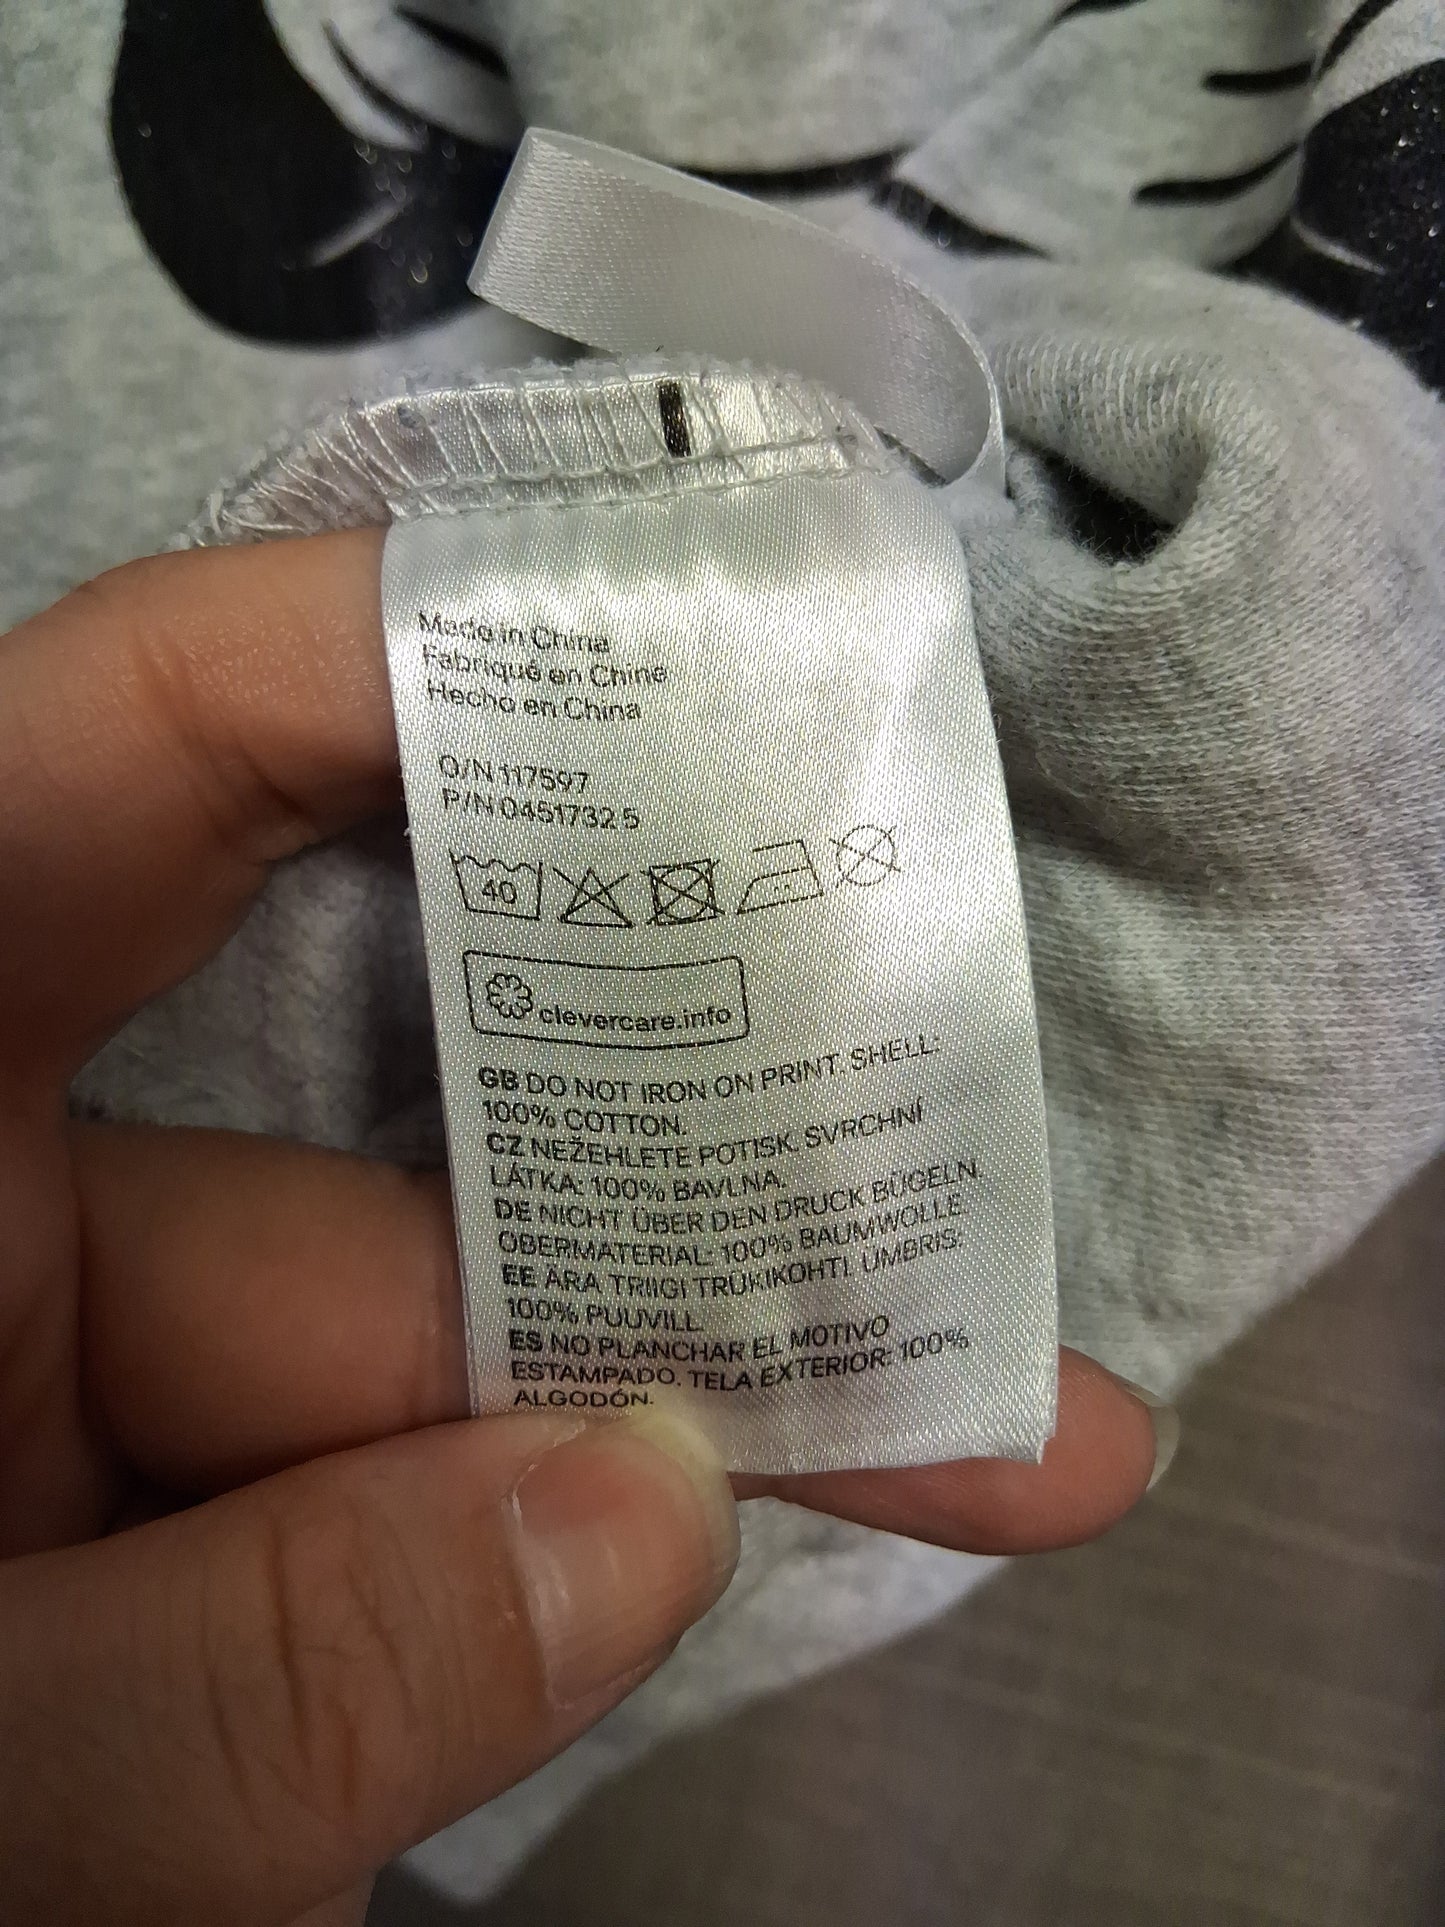 Made in China
Fabriqué en Chine
Hecho en China
O/N 117597
P/N 0451732 5
40
clevercare.info
GB DO NOT IRON ON PRINT. SHELL:
100% COTTON.
CZ NEŽEHLETE POTISK. SVRCHNÍ
LÁTKA: 100% BAVLNA.
DE NICHT ÜBER DEN DRUCK BÜGELN.
OBERMATERIAL: 100% BAUMWOLLE.
EE ÄRA TRIIGI TRÜKIKOHTI. ÜMBRIS:
100% PUUVILL.
ES NO PLANCHAR EL MOTIVO
ESTAMPADO. TELA EXTERIOR: 100%
ALGODÓN.